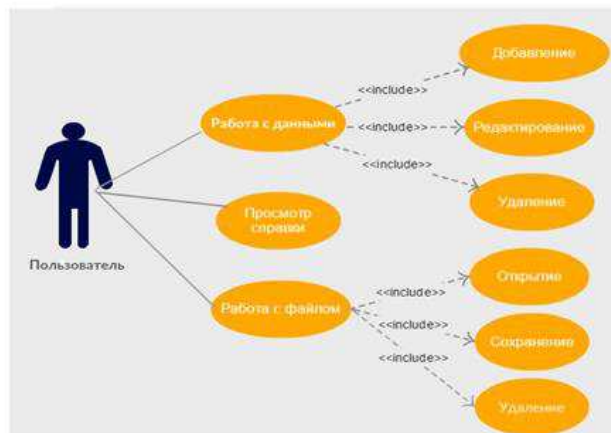 Добавление
<<include>>
Работа с данными
<<include>>
Редактирование
<<include>>
Удаление
Просмотр
справки
Пользователь
Открытие
<<include>>
Работа с файлом
<<include>>
Сохранение
<<include>>
Удаление